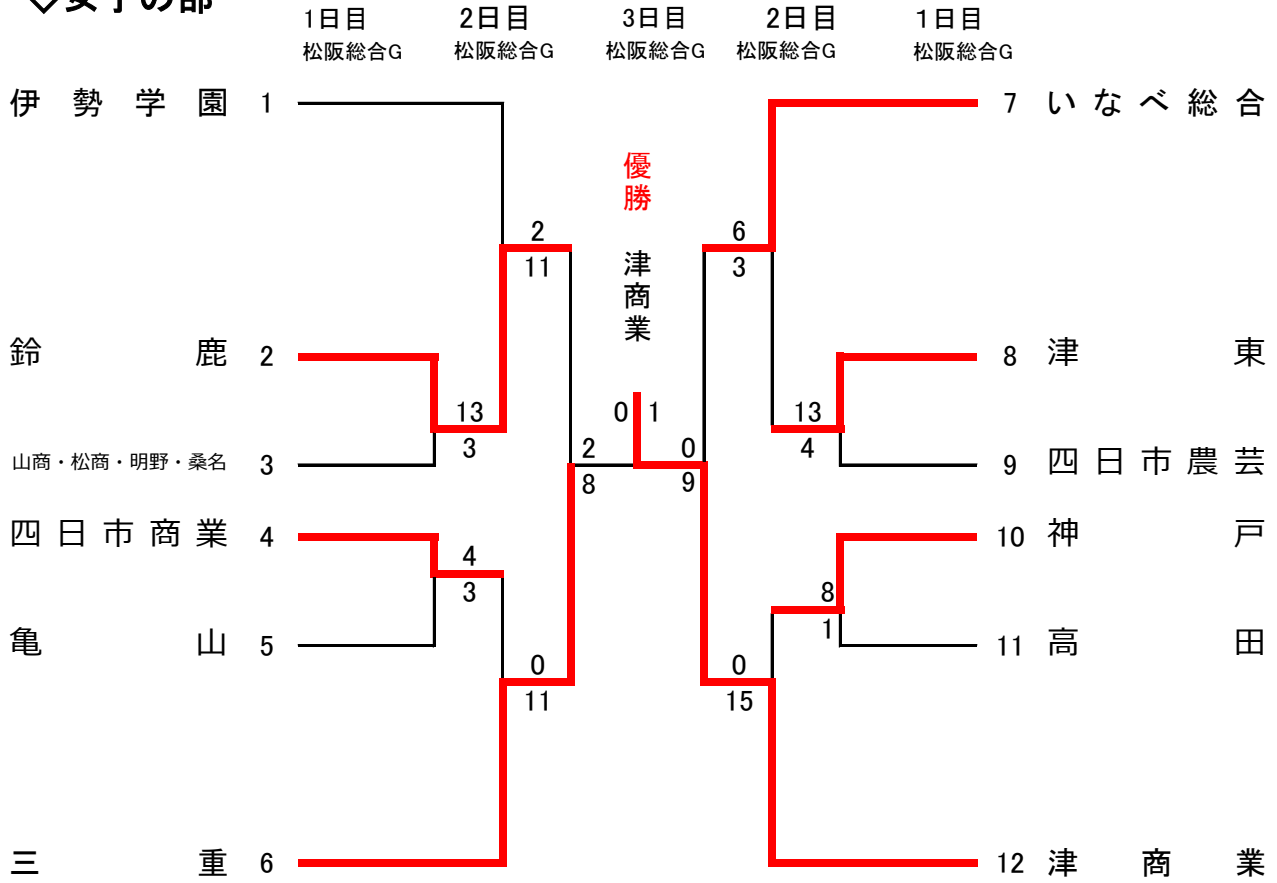 ◇女子の部
1日目 2日目 3日目 2日目 1日目
松阪総合G 松阪総合G 松阪総合G 松阪総合G 松阪総合G
伊勢学園 1
7 いなべ総合
優勝 津商業
2
11
6
3
鈴鹿 2
8 津東
13
3
0 1
13
4
山商・松商・明野・桑名 3
2
8
0
9
9 四日市農芸
四日市商業 4
10 神戸
4
3
8
1
亀山 5
11 高田
0
11
0
15
三重 6
12 津商業